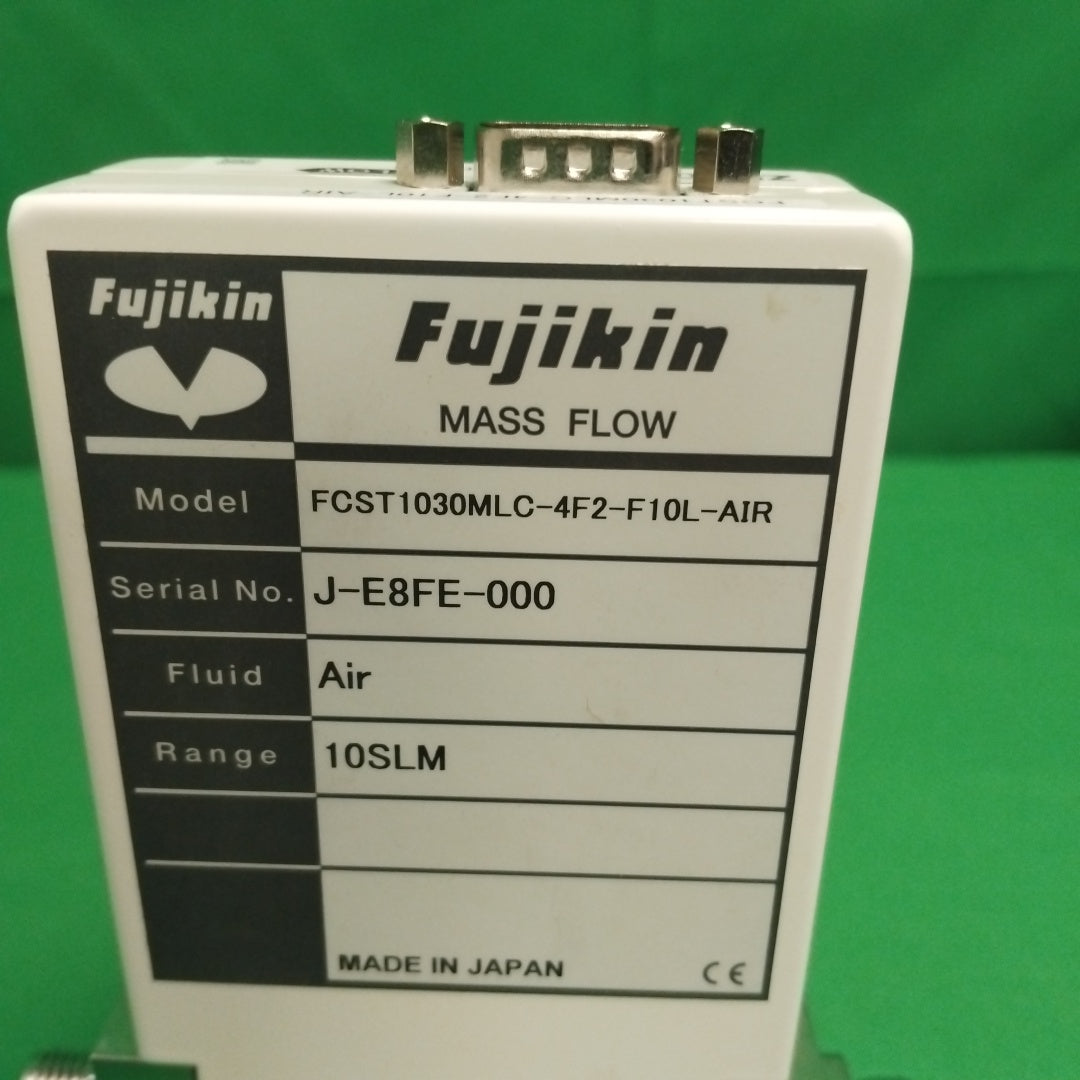 Fujikin
Fujikin
MASS FLOW
Model FCST1030MLC-4F2-F10L-AIR
Serial No. J-E8FE-000
Fluid Air
Range 10SLM
MADE IN JAPAN CE